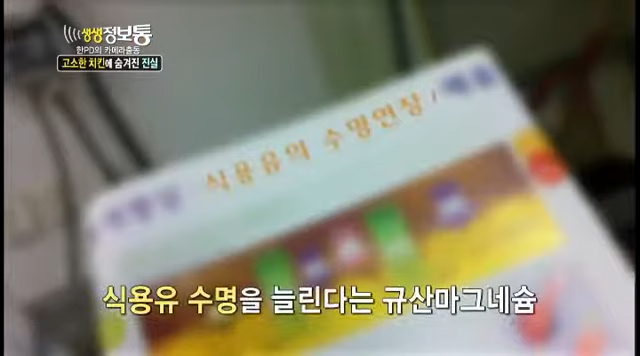 생생정보통
한PD의 카메라출동
고소한 치킨에 숨겨진 진실
식용유의 수명연장
식용유 수명을 늘린다는 규산마그네슘